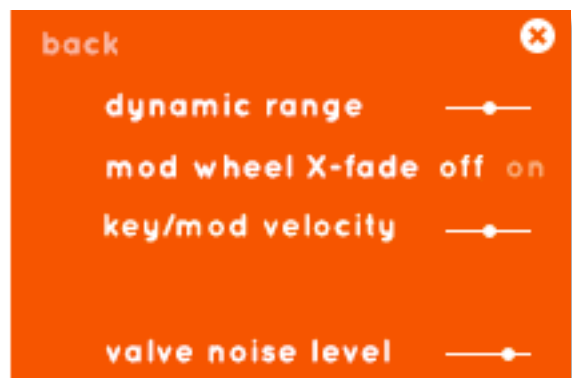 back
dynamic range
mod wheel X-fade off on
key/mod velocity
valve noise level